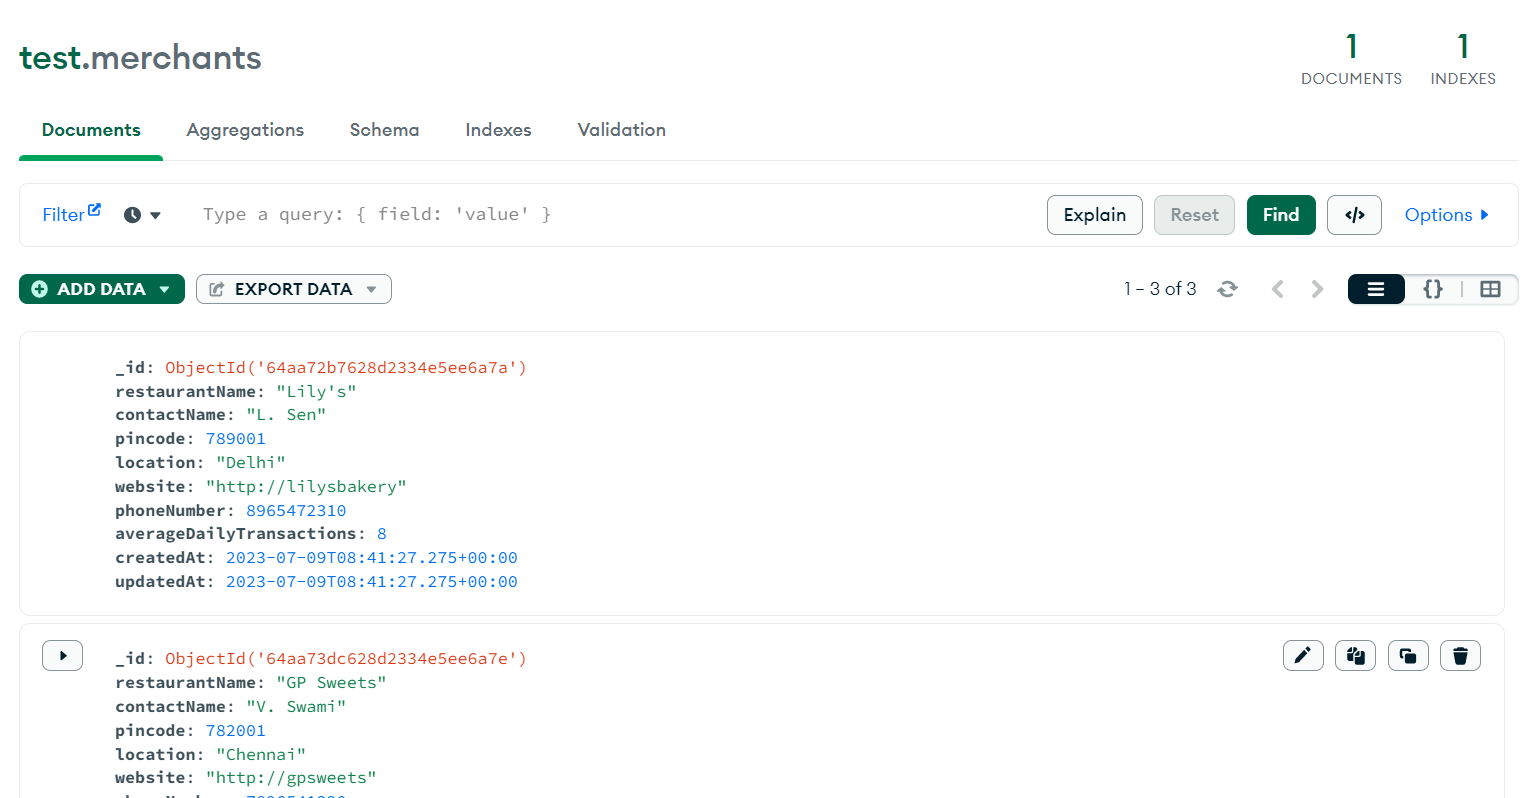 test.merchants
1
DOCUMENTS
1
INDEXES
Documents Aggregations Schema Indexes Validation
Filter Type a query: { field: 'value' } Explain Reset Find </> Options
ADD DATA EXPORT DATA 1 – 3 of 3 {}
_id: ObjectId('64aa72b7628d2334e5ee6a7a')
restaurantName: "Lily's"
contactName: "L. Sen"
pincode: 789001
location: "Delhi"
website: "http://lilysbakery"
phoneNumber: 8965472310
averageDailyTransactions: 8
createdAt: 2023-07-09T08:41:27.275+00:00
updatedAt: 2023-07-09T08:41:27.275+00:00
_id: ObjectId('64aa73dc628d2334e5ee6a7e')
restaurantName: "GP Sweets"
contactName: "V. Swami"
pincode: 782001
location: "Chennai"
website: "http://gpsweets"